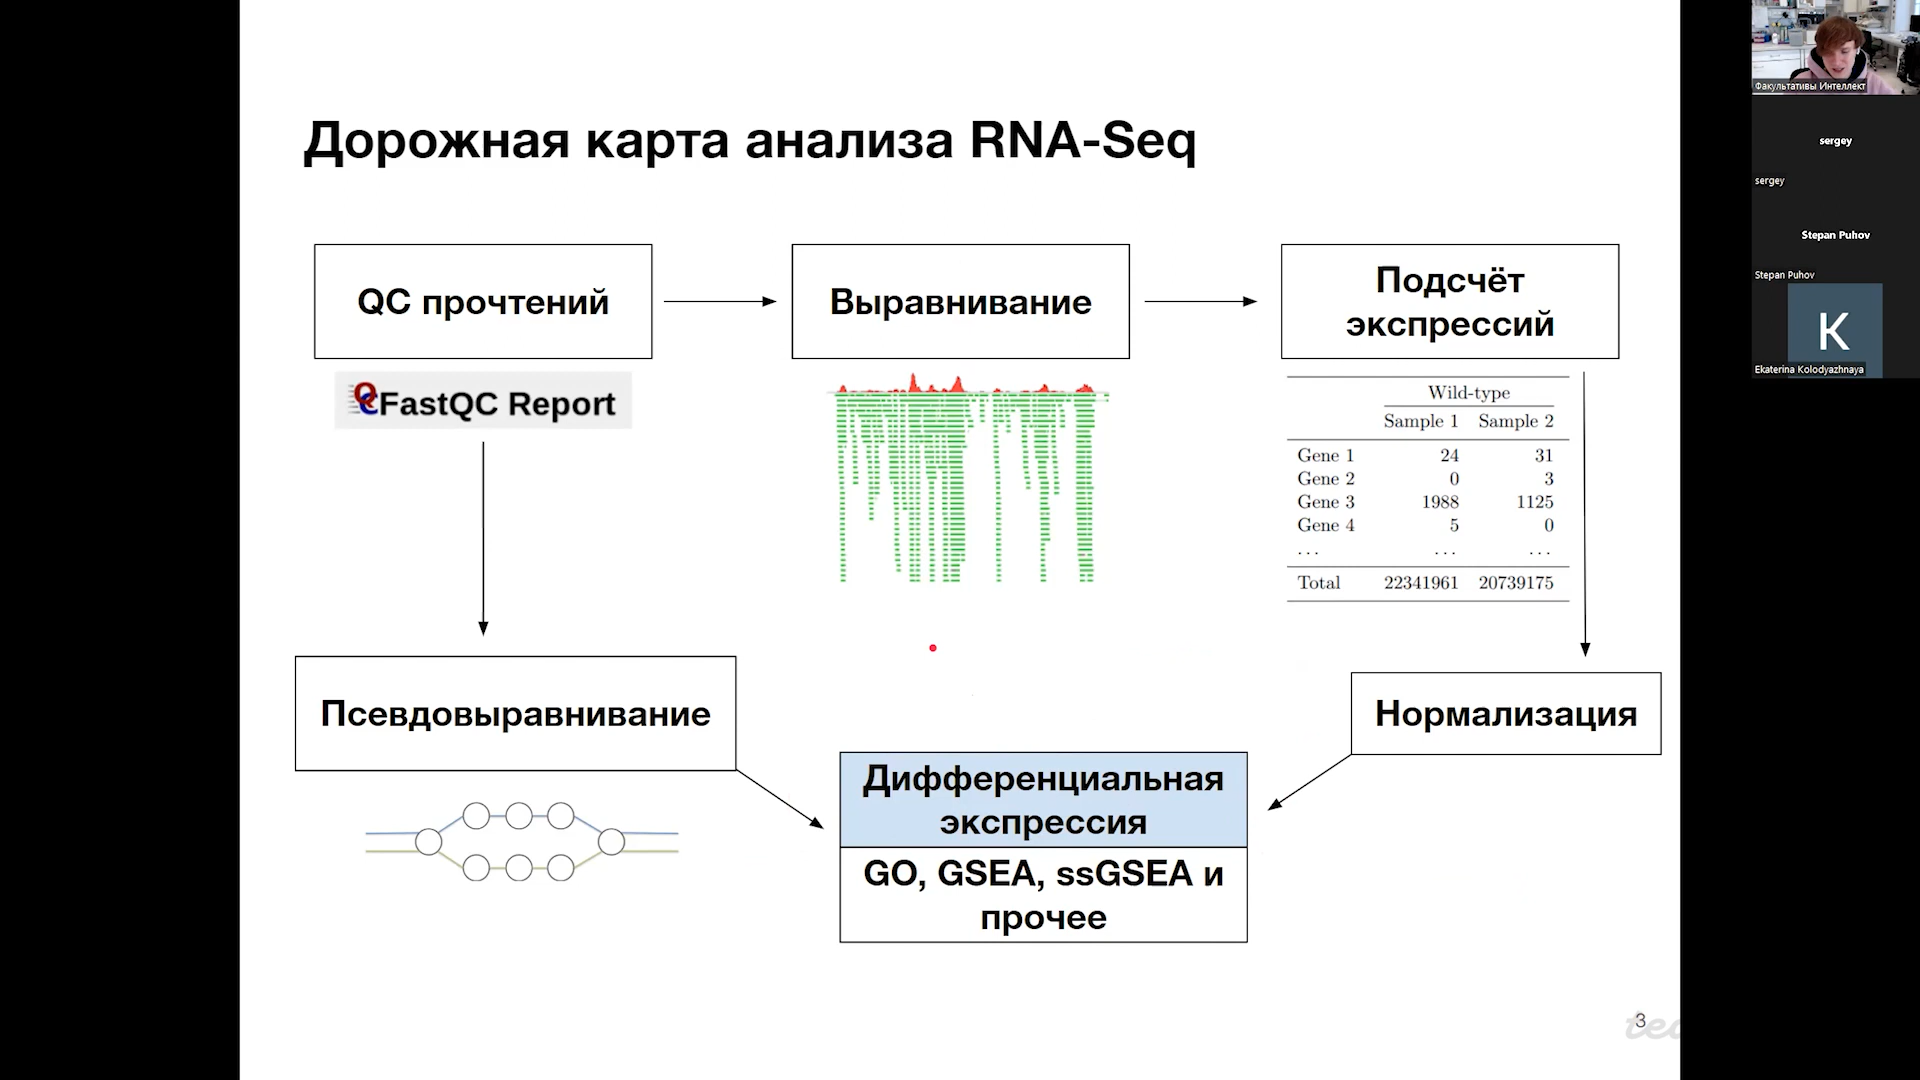 Дорожная карта анализа RNA-Seq
QC прочтений
Выравнивание
Подсчёт
экспрессий
FastQC Report
Wild-type
Sample 1 Sample 2
Gene 1 24 31
Gene 2 0 3
Gene 3 1988 1125
Gene 4 5 0
... ... ...
Total 22341961 20739175
Псевдовыравнивание
Нормализация
Дифференциальная
экспрессия
GO, GSEA, ssGSEA и
прочее
3
Факультативы Интеллект
sergey
sergey
Stepan Puhov
Stepan Puhov
K
Ekaterina Kolodyazhnaya